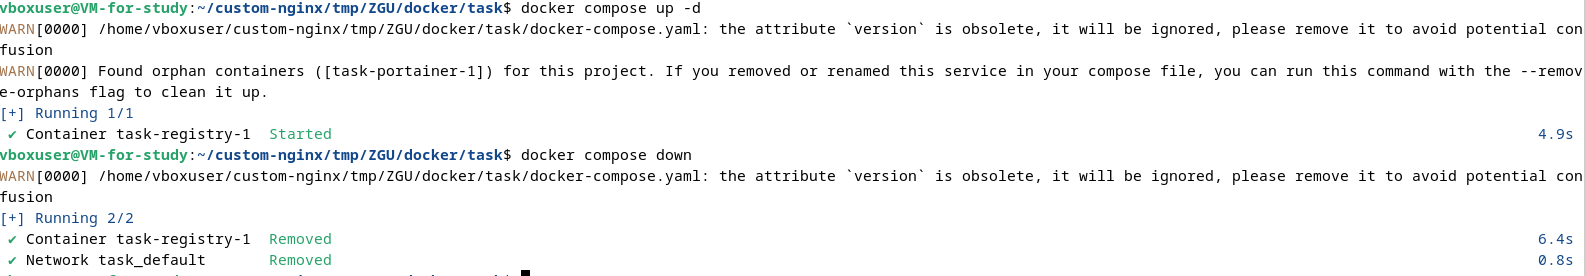 vboxuser@VM-for-study:~/custom-nginx/tmp/ZGU/docker/task$ docker compose up -d
WARN[0000] /home/vboxuser/custom-nginx/tmp/ZGU/docker/task/docker-compose.yaml: the attribute `version` is obsolete, it will be ignored, please remove it to avoid potential con
fusion
WARN[0000] Found orphan containers ([task-portainer-1]) for this project. If you removed or renamed this service in your compose file, you can run this command with the --remov
e-orphans flag to clean it up.
[+] Running 1/1
✔ Container task-registry-1  Started 4.9s
vboxuser@VM-for-study:~/custom-nginx/tmp/ZGU/docker/task$ docker compose down
WARN[0000] /home/vboxuser/custom-nginx/tmp/ZGU/docker/task/docker-compose.yaml: the attribute `version` is obsolete, it will be ignored, please remove it to avoid potential con
fusion
[+] Running 2/2
✔ Container task-registry-1  Removed 6.4s
✔ Network task_default       Removed 0.8s